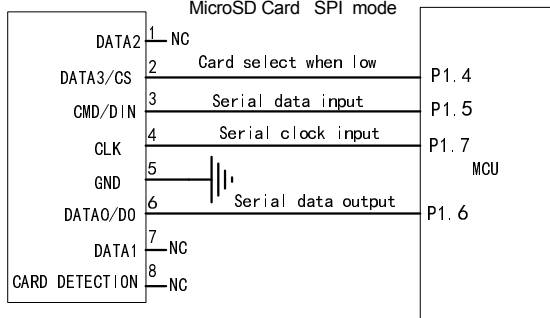 MicroSD Card SPI mode
DATA2 1 NC
DATA3/CS 2 Card select when low P1.4
CMD/DIN 3 Serial data input P1.5
CLK 4 Serial clock input P1.7
MCU
GND 5
DATA0/DO 6 Serial data output P1.6
DATA1 7 NC
CARD DETECTION 8 NC